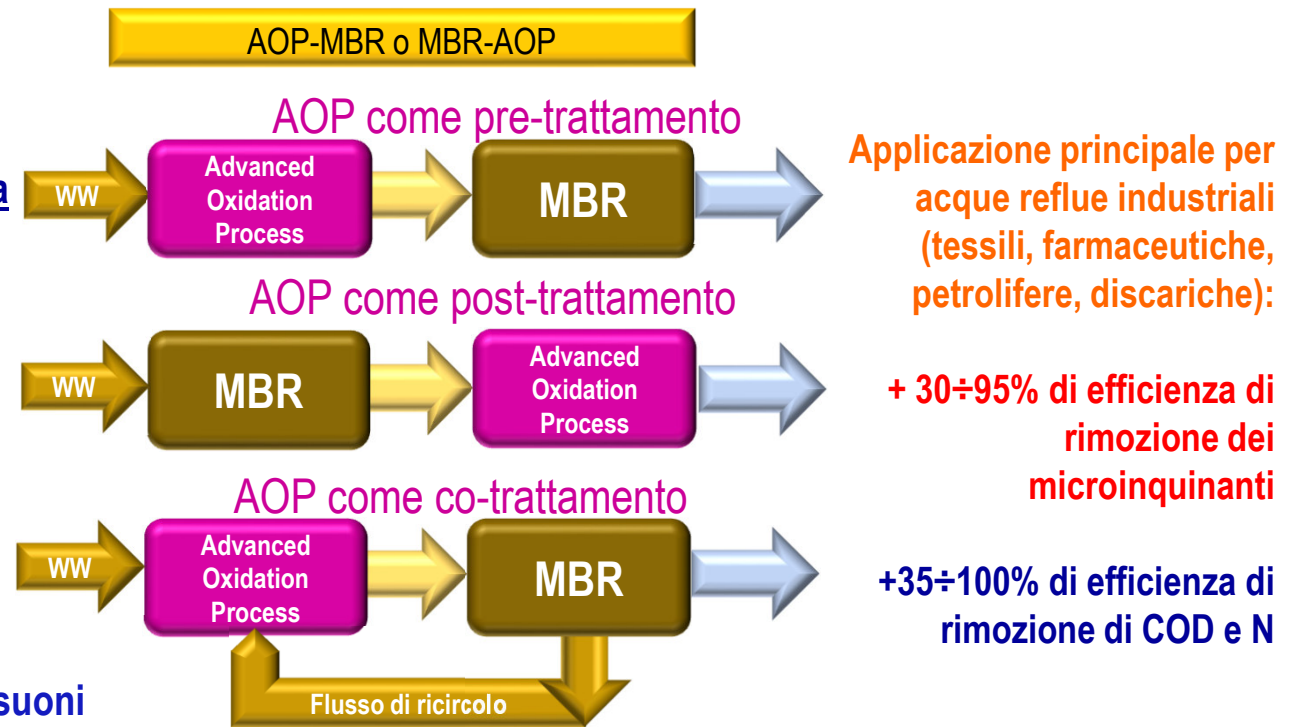 AOP-MBR o MBR-AOP
AOP come pre-trattamento
WW
Advanced
Oxidation
Process
MBR
AOP come post-trattamento
WW
MBR
Advanced
Oxidation
Process
AOP come co-trattamento
WW
Advanced
Oxidation
Process
MBR
Flusso di ricircolo
Applicazione principale per
acque reflue industriali
(tessili, farmaceutiche,
petrolifere, discariche):
+ 30÷95% di efficienza di
rimozione dei
microinquinanti
+35÷100% di efficienza di
rimozione di COD e N
a
suoni